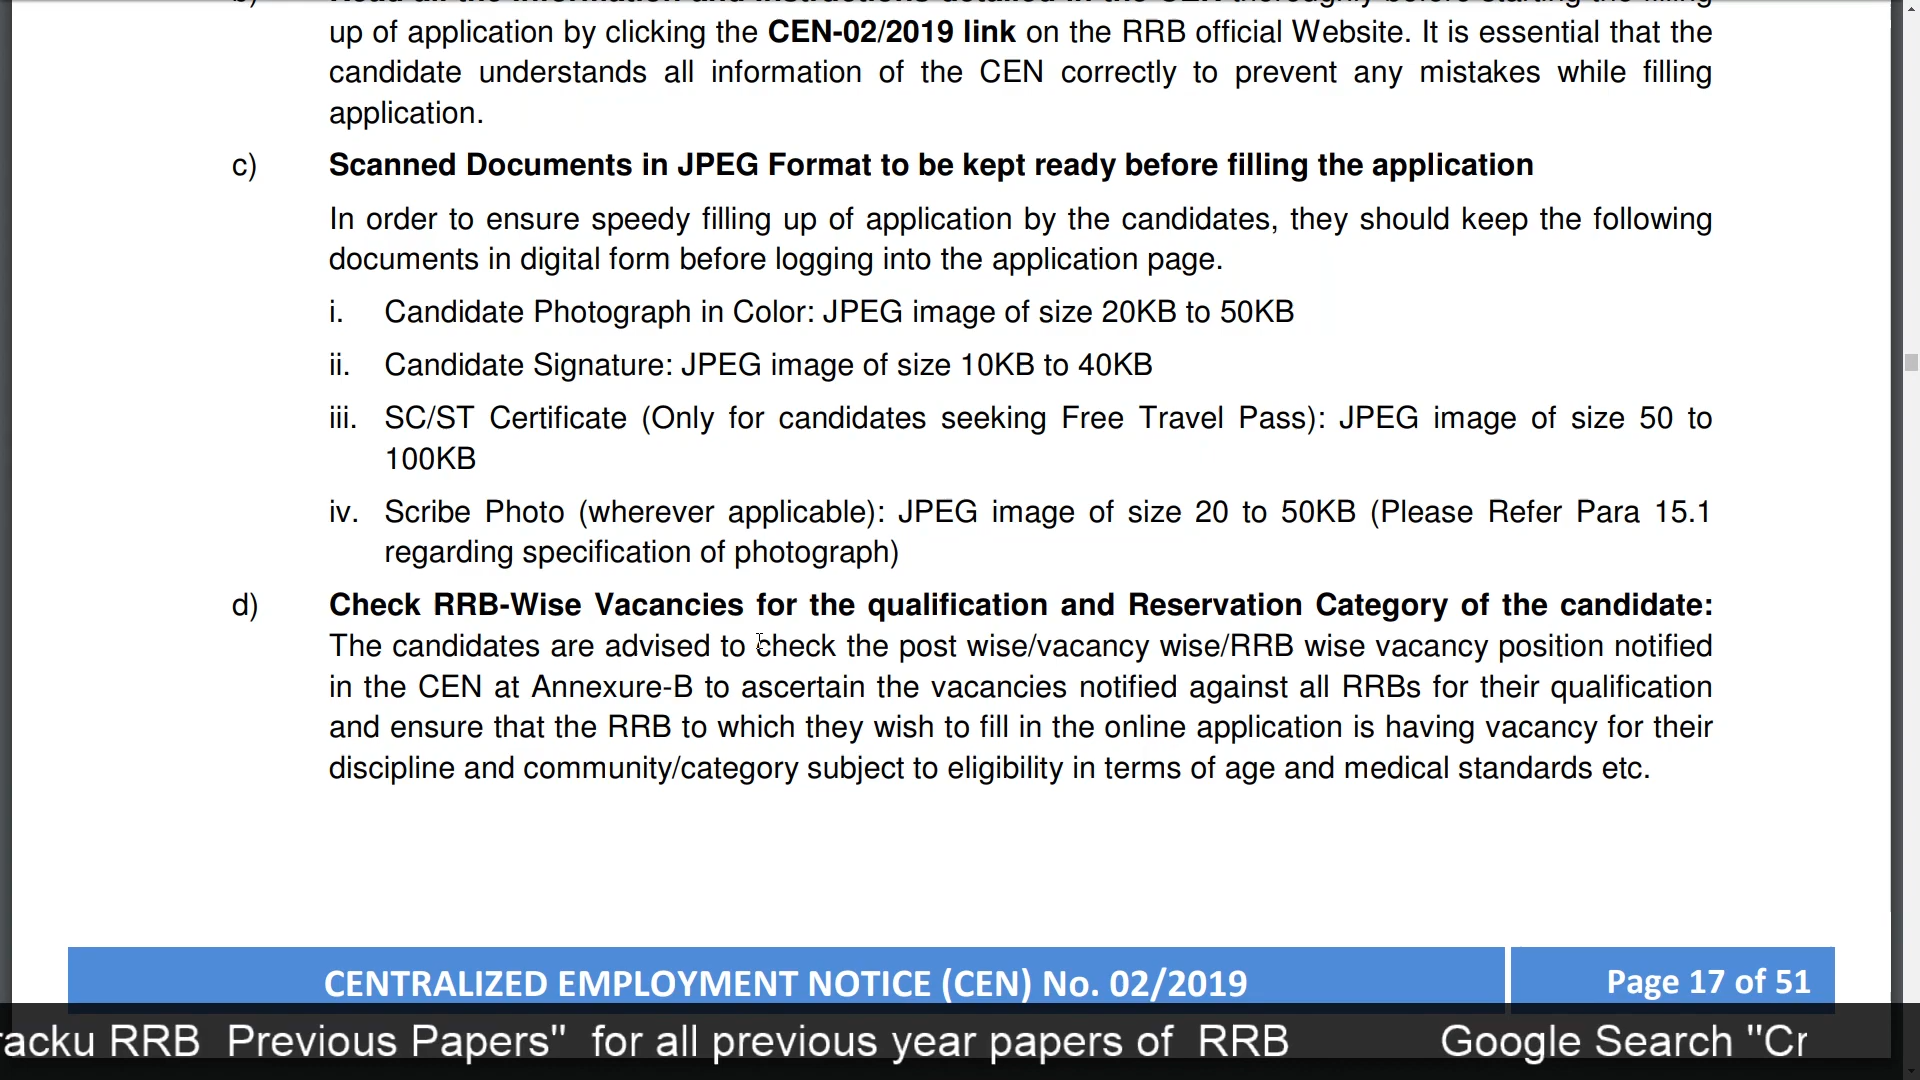 up of application by clicking the CEN-02/2019 link on the RRB official Website. It is essential that the
candidate understands all information of the CEN correctly to prevent any mistakes while filling
application.
c) Scanned Documents in JPEG Format to be kept ready before filling the application
In order to ensure speedy filling up of application by the candidates, they should keep the following
documents in digital form before logging into the application page.
i. Candidate Photograph in Color: JPEG image of size 20KB to 50KB
ii. Candidate Signature: JPEG image of size 10KB to 40KB
iii. SC/ST Certificate (Only for candidates seeking Free Travel Pass): JPEG image of size 50 to
100KB
iv. Scribe Photo (wherever applicable): JPEG image of size 20 to 50KB (Please Refer Para 15.1
regarding specification of photograph)
d) Check RRB-Wise Vacancies for the qualification and Reservation Category of the candidate:
The candidates are advised to check the post wise/vacancy wise/RRB wise vacancy position notified
in the CEN at Annexure-B to ascertain the vacancies notified against all RRBs for their qualification
and ensure that the RRB to which they wish to fill in the online application is having vacancy for their
discipline and community/category subject to eligibility in terms of age and medical standards etc.
CENTRALIZED EMPLOYMENT NOTICE (CEN) No. 02/2019 Page 17 of 51
acku RRB Previous Papers" for all previous year papers of RRB Google Search "Cr